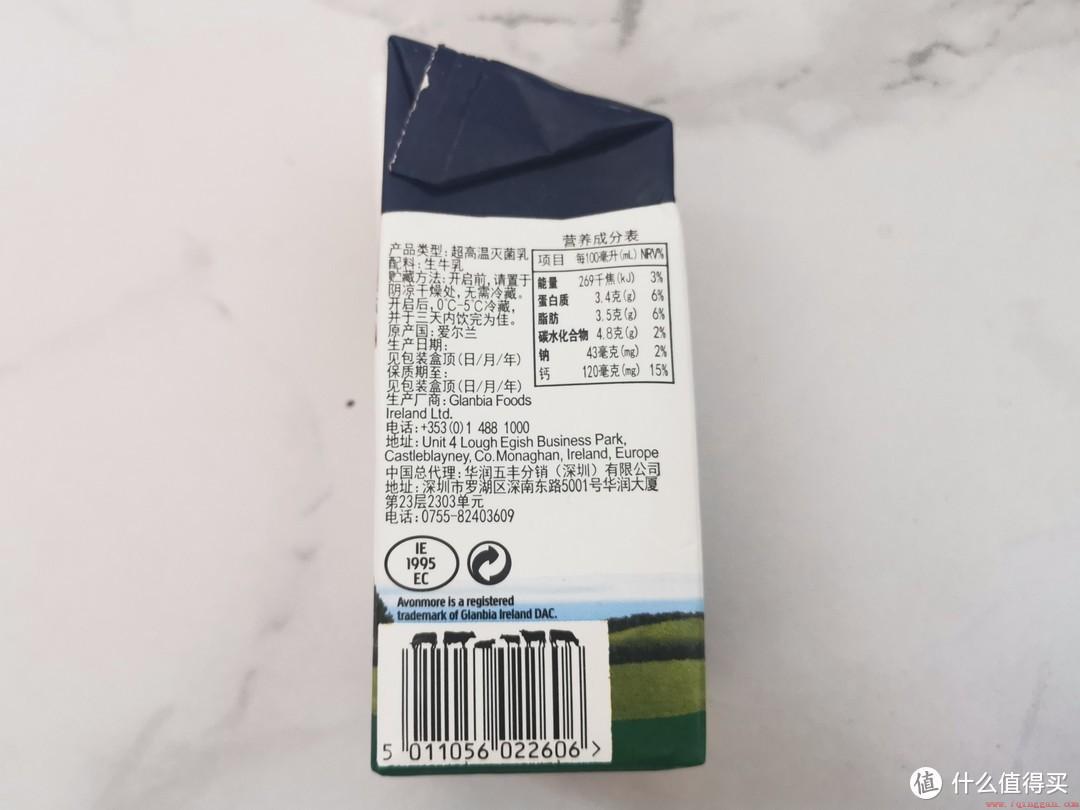 产品类型:超高温灭菌乳
配料:生牛乳
贮藏方法:开启前,请置于
阴凉干燥处,无需冷藏。
开启后,0℃-5℃冷藏,
并于三天内饮完为佳。
原产国:爱尔兰
生产日期:
见包装盒顶(日/月/年)
保质期至:
见包装盒顶(日/月/年)
生产厂商:Glanbia Foods
Ireland Ltd.
电话:+353(0)1 488 1000
地址:Unit 4 Lough Egish Business Park,
Castleblayney, Co. Monaghan, Ireland, Europe
中国总代理:华润五丰分销(深圳)有限公司
地址:深圳市罗湖区深南东路5001号华润大厦
第23层2303单元
电话:0755-82403609
营养成分表
项目 每100毫升(mL) NRV%
能量 269千焦(kJ) 3%
蛋白质 3.4克(g) 6%
脂肪 3.5克(g) 6%
碳水化合物 4.8克(g) 2%
钠 43毫克(mg) 2%
钙 120毫克(mg) 15%
IE
1995
EC
Avonmore is a registered
trademark of Glanbia Ireland DAC.
5 011056 022606 >
值 什么值得买
www.iqinggan.com